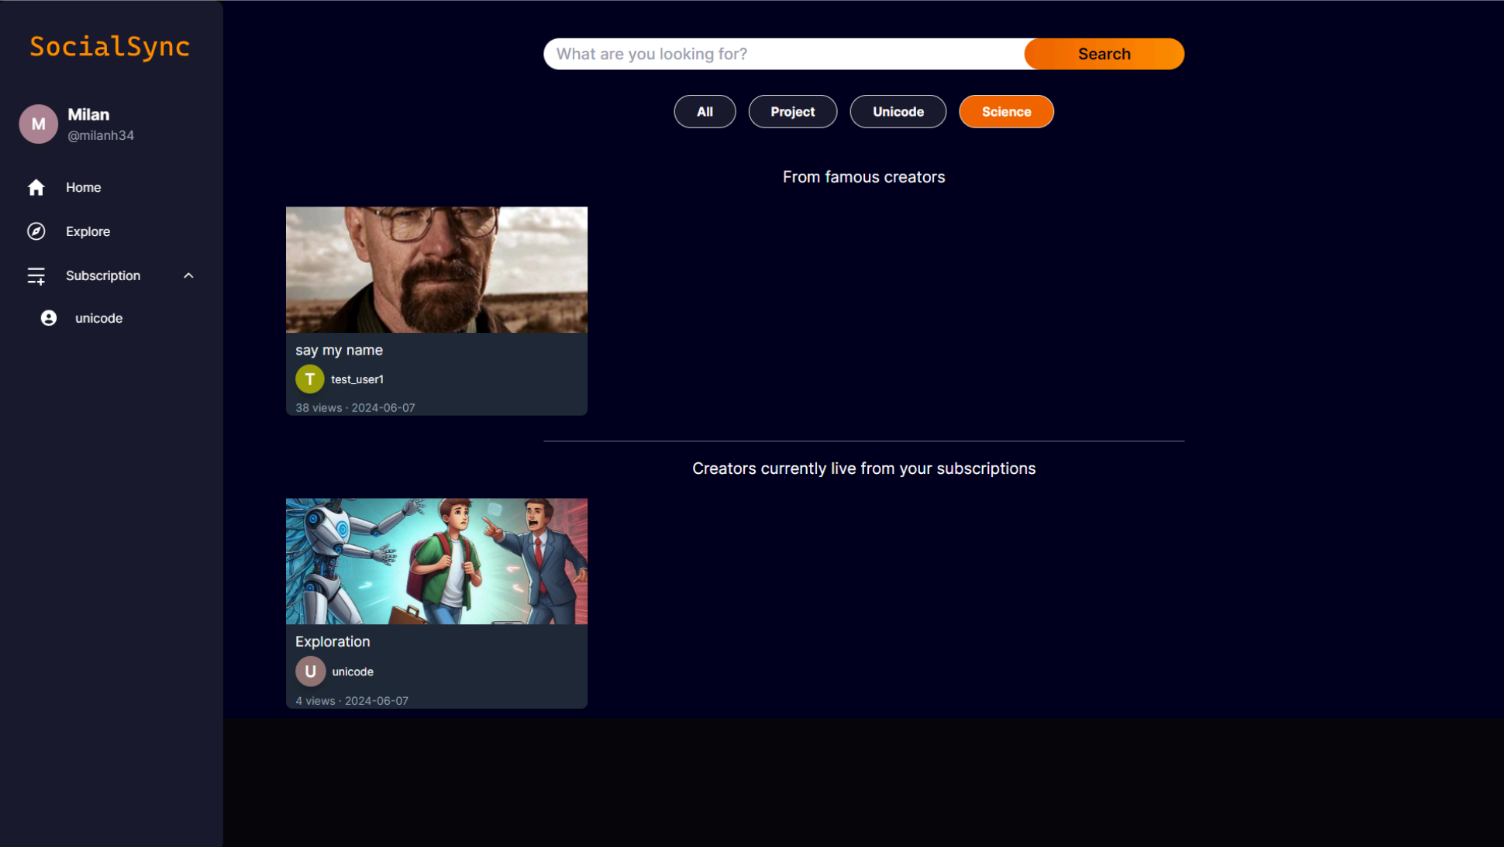 SocialSync
M
Milan
@milanh34
Home
Explore
Subscription
unicode
What are you looking for?
Search
All
Project
Unicode
Science
From famous creators
say my name
T
test_user1
38 views · 2024-06-07
Creators currently live from your subscriptions
Exploration
U
unicode
4 views · 2024-06-07